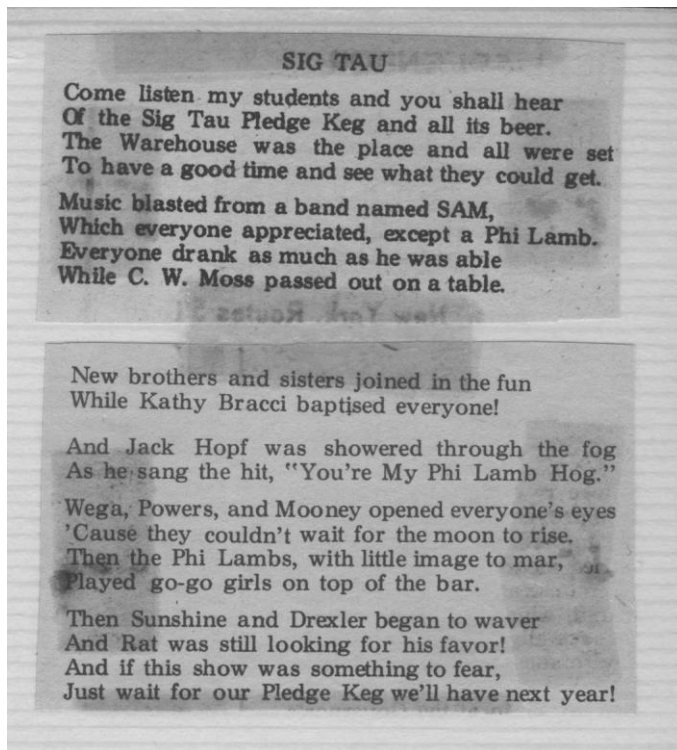 SIG TAU
Come listen my students and you shall hear
Of the Sig Tau Pledge Keg and all its beer.
The Warehouse was the place and all were set
To have a good time and see what they could get.
Music blasted from a band named SAM,
Which everyone appreciated, except a Phi Lamb.
Everyone drank as much as he was able
While C. W. Moss passed out on a table.
New York, Routes 31
New brothers and sisters joined in the fun
While Kathy Bracci baptised everyone!
And Jack Hopf was showered through the fog
As he sang the hit, "You're My Phi Lamb Hog."
Wega, Powers, and Mooney opened everyone's eyes
'Cause they couldn't wait for the moon to rise.
Then the Phi Lambs, with little image to mar,
Played go-go girls on top of the bar.
Then Sunshine and Drexler began to waver
And Rat was still looking for his favor!
And if this show was something to fear,
Just wait for our Pledge Keg we'll have next year!